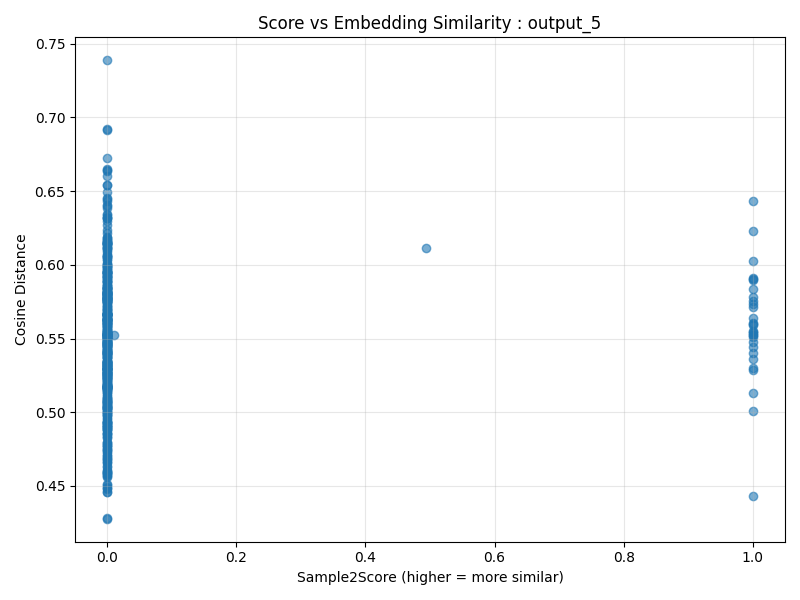 Score vs Embedding Similarity : output_5
Cosine Distance
0.75
0.70
0.65
0.60
0.55
0.50
0.45
0.0 0.2 0.4 0.6 0.8 1.0
Sample2Score (higher = more similar)